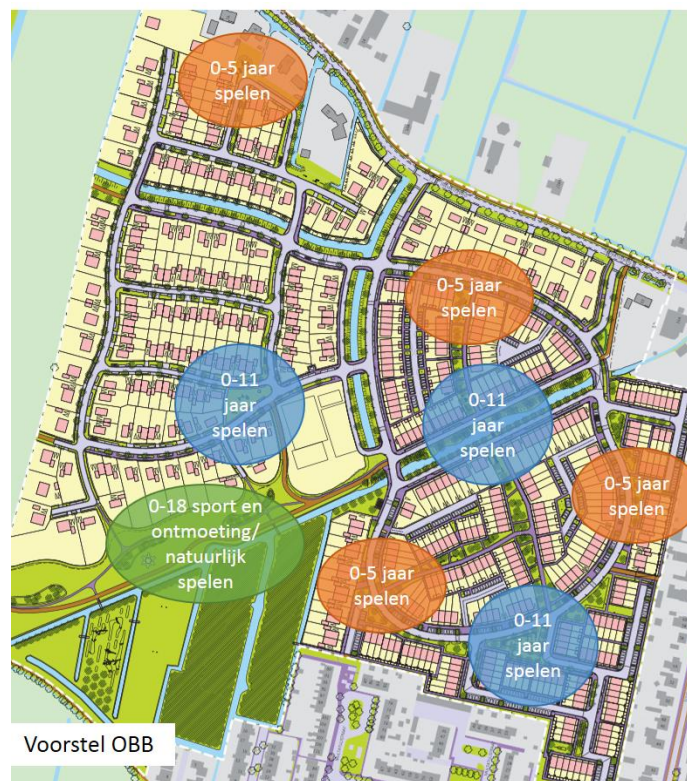 0-5 jaar
spelen
0-5 jaar
spelen
0-11
jaar
spelen
0-11
jaar
spelen
0-5 jaar
spelen
0-18 sport en
ontmoeting/
natuurlijk
spelen
0-5 jaar
spelen
0-11
jaar
spelen
Voorstel OBB